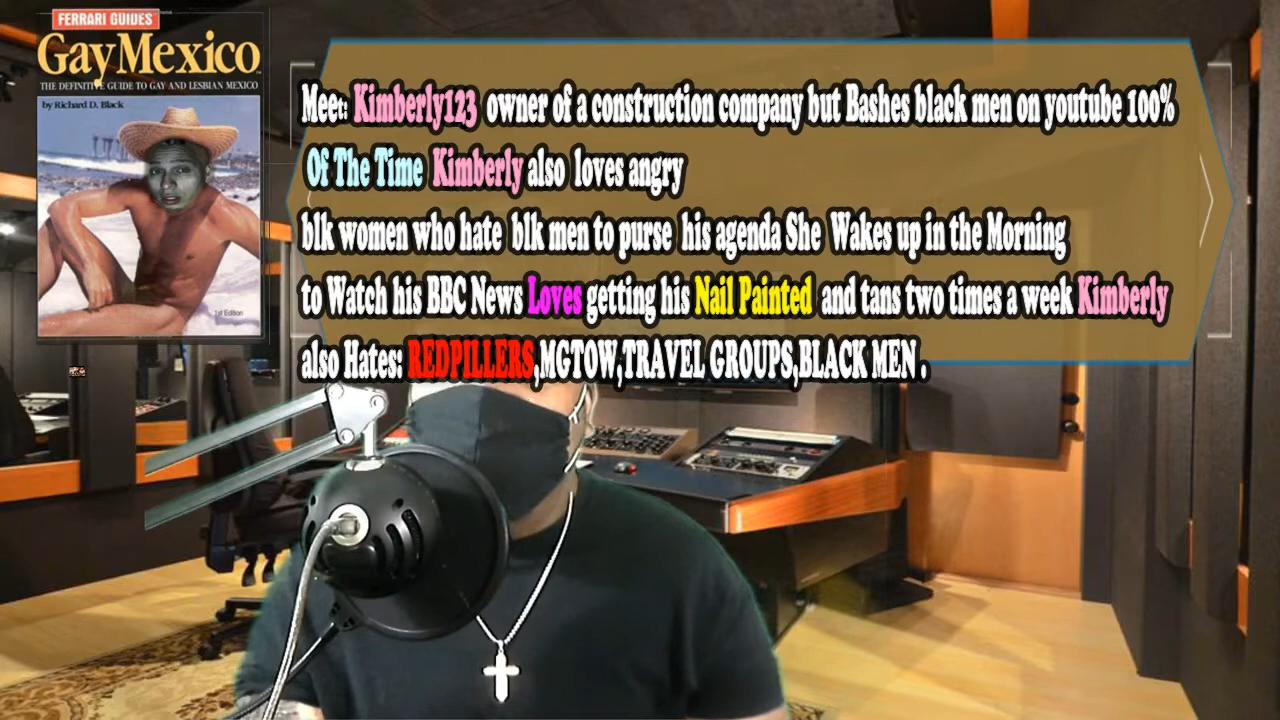 FERRARI GUIDES
Gay Mexico
THE DEFINITIVE GUIDE TO GAY AND LESBIAN MEXICO
by Richard D. Black
1st Edition
Meet: Kimberly123 owner of a construction company but Bashes black men on youtube 100%
Of The Time Kimberly also loves angry
blk women who hate blk men to purse his agenda She Wakes up in the Morning
to Watch his BBC News Loves getting his Nail Painted and tans two times a week Kimberly
also Hates: REDPILLERS,MGTOW,TRAVEL GROUPS,BLACK MEN .